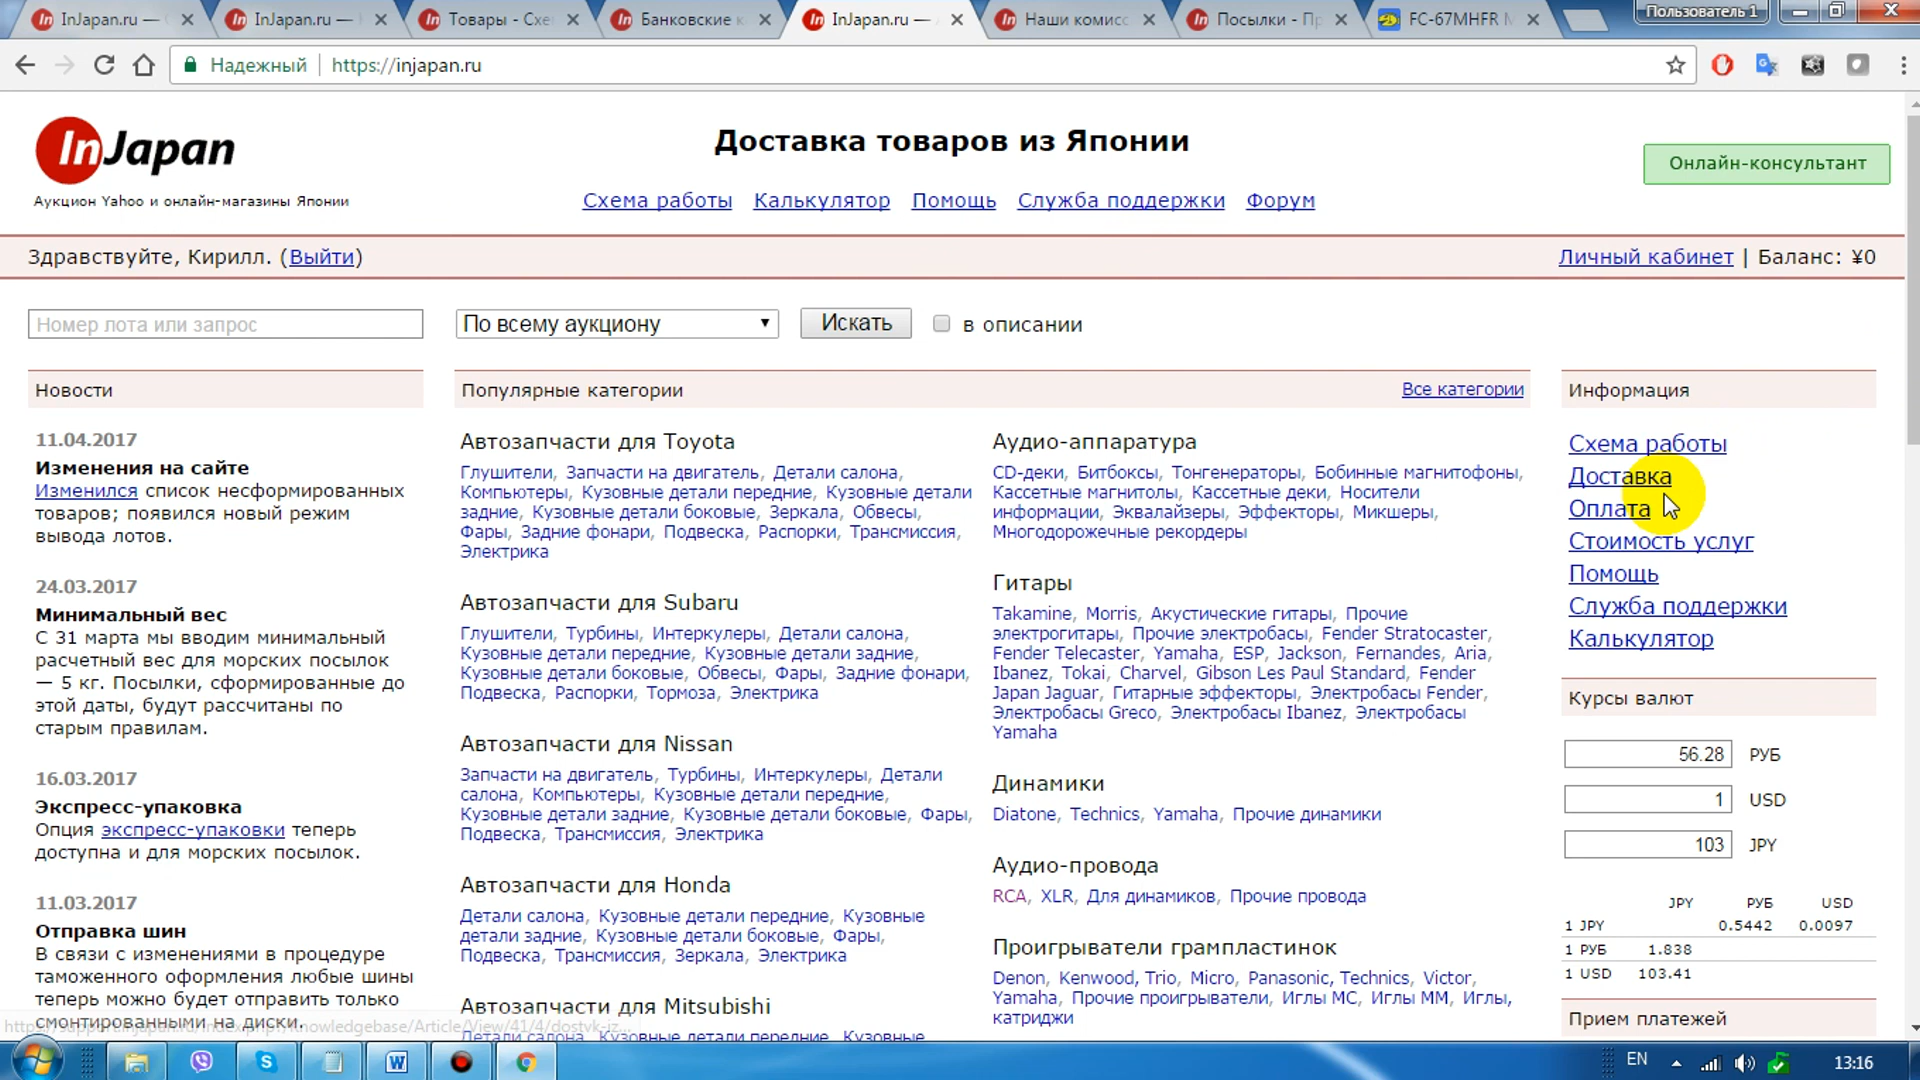 InJapan.ru —
InJapan.ru —
Товары - Схе
Банковские к
InJapan.ru —
Наши комисс
Посылки - Пр
FC-67MHFR M
Пользователь 1
Надежный
https://injapan.ru
InJapan
Аукцион Yahoo и онлайн-магазины Японии
Доставка товаров из Японии
Схема работы Калькулятор Помощь Служба поддержки Форум
Онлайн-консультант
Здравствуйте, Кирилл. (Выйти)
Личный кабинет | Баланс: ¥0
Номер лота или запрос
По всему аукциону
Искать
в описании
Новости
11.04.2017
Изменения на сайте
Изменился список несформированных
товаров; появился новый режим
вывода лотов.
24.03.2017
Минимальный вес
С 31 марта мы вводим минимальный
расчетный вес для морских посылок
— 5 кг. Посылки, сформированные до
этой даты, будут рассчитаны по
старым правилам.
16.03.2017
Экспресс-упаковка
Опция экспресс-упаковки теперь
доступна и для морских посылок.
11.03.2017
Отправка шин
В связи с изменениями в процедуре
таможенного оформления любые шины
теперь можно будет отправить только
смонтированными на диски.
Популярные категории
Все категории
Автозапчасти для Toyota
Глушители, Запчасти на двигатель, Детали салона,
Компьютеры, Кузовные детали передние, Кузовные детали
задние, Кузовные детали боковые, Зеркала, Обвесы,
Фары, Задние фонари, Подвеска, Распорки, Трансмиссия,
Электрика
Автозапчасти для Subaru
Глушители, Турбины, Интеркулеры, Детали салона,
Кузовные детали передние, Кузовные детали задние,
Кузовные детали боковые, Обвесы, Фары, Задние фонари,
Подвеска, Распорки, Тормоза, Электрика
Автозапчасти для Nissan
Запчасти на двигатель, Турбины, Интеркулеры, Детали
салона, Компьютеры, Кузовные детали передние,
Кузовные детали задние, Кузовные детали боковые, Фары,
Подвеска, Трансмиссия, Электрика
Автозапчасти для Honda
Детали салона, Кузовные детали передние, Кузовные
детали задние, Кузовные детали боковые, Фары,
Подвеска, Трансмиссия, Зеркала, Электрика
Автозапчасти для Mitsubishi
Детали салона, Кузовные детали передние, Кузовные
Аудио-аппаратура
CD-деки, Битбоксы, Тонгенераторы, Бобинные магнитофоны,
Кассетные магнитолы, Кассетные деки, Носители
информации, Эквалайзеры, Эффекторы, Микшеры,
Многодорожечные рекордеры
Гитары
Takamine, Morris, Акустические гитары, Прочие
электрогитары, Прочие электробасы, Fender Stratocaster,
Fender Telecaster, Yamaha, ESP, Jackson, Fernandes, Aria,
Ibanez, Tokai, Charvel, Gibson Les Paul Standard, Fender
Japan Jaguar, Гитарные эффекторы, Электробасы Fender,
Электробасы Greco, Электробасы Ibanez, Электробасы
Yamaha
Динамики
Diatone, Technics, Yamaha, Прочие динамики
Аудио-провода
RCA, XLR, Для динамиков, Прочие провода
Проигрыватели грампластинок
Denon, Kenwood, Trio, Micro, Panasonic, Technics, Victor,
Yamaha, Прочие проигрыватели, Иглы MC, Иглы MM, Иглы,
катриджи
Информация
Схема работы
Доставка
Оплата
Стоимость услуг
Помощь
Служба поддержки
Калькулятор
Курсы валют
56.28 РУБ
1 USD
103 JPY
JPY РУБ USD
1 JPY 0.5442 0.0097
1 РУБ 1.838
1 USD 103.41
Прием платежей
EN
13:16